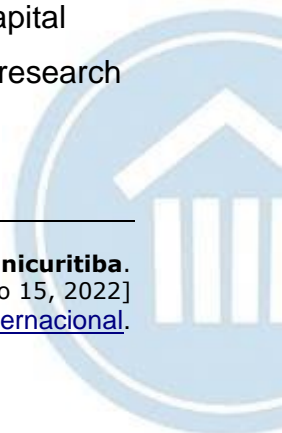 apital
research
nicuritiba.
o 15, 2022]
ernacional.